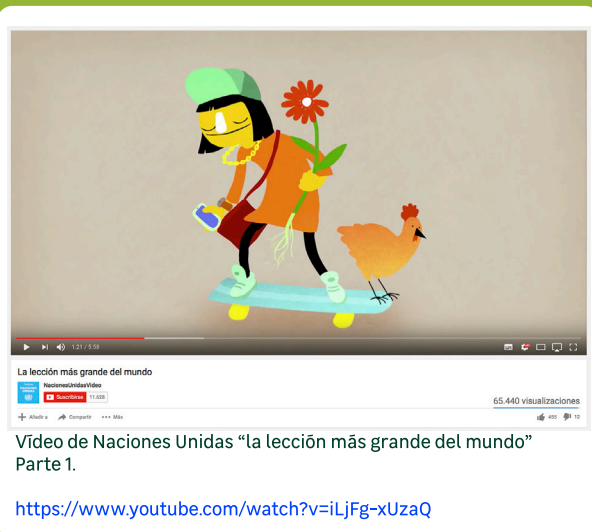 1:21 / 5:58
La lección más grande del mundo
NacionesUnidasVideo
Suscribirse 11.628
65.440 visualizaciones
Añadir a Compartir Más
455 12
Vídeo de Naciones Unidas “la lección más grande del mundo”
Parte 1.
https://www.youtube.com/watch?v=iLjFg-xUzaQ